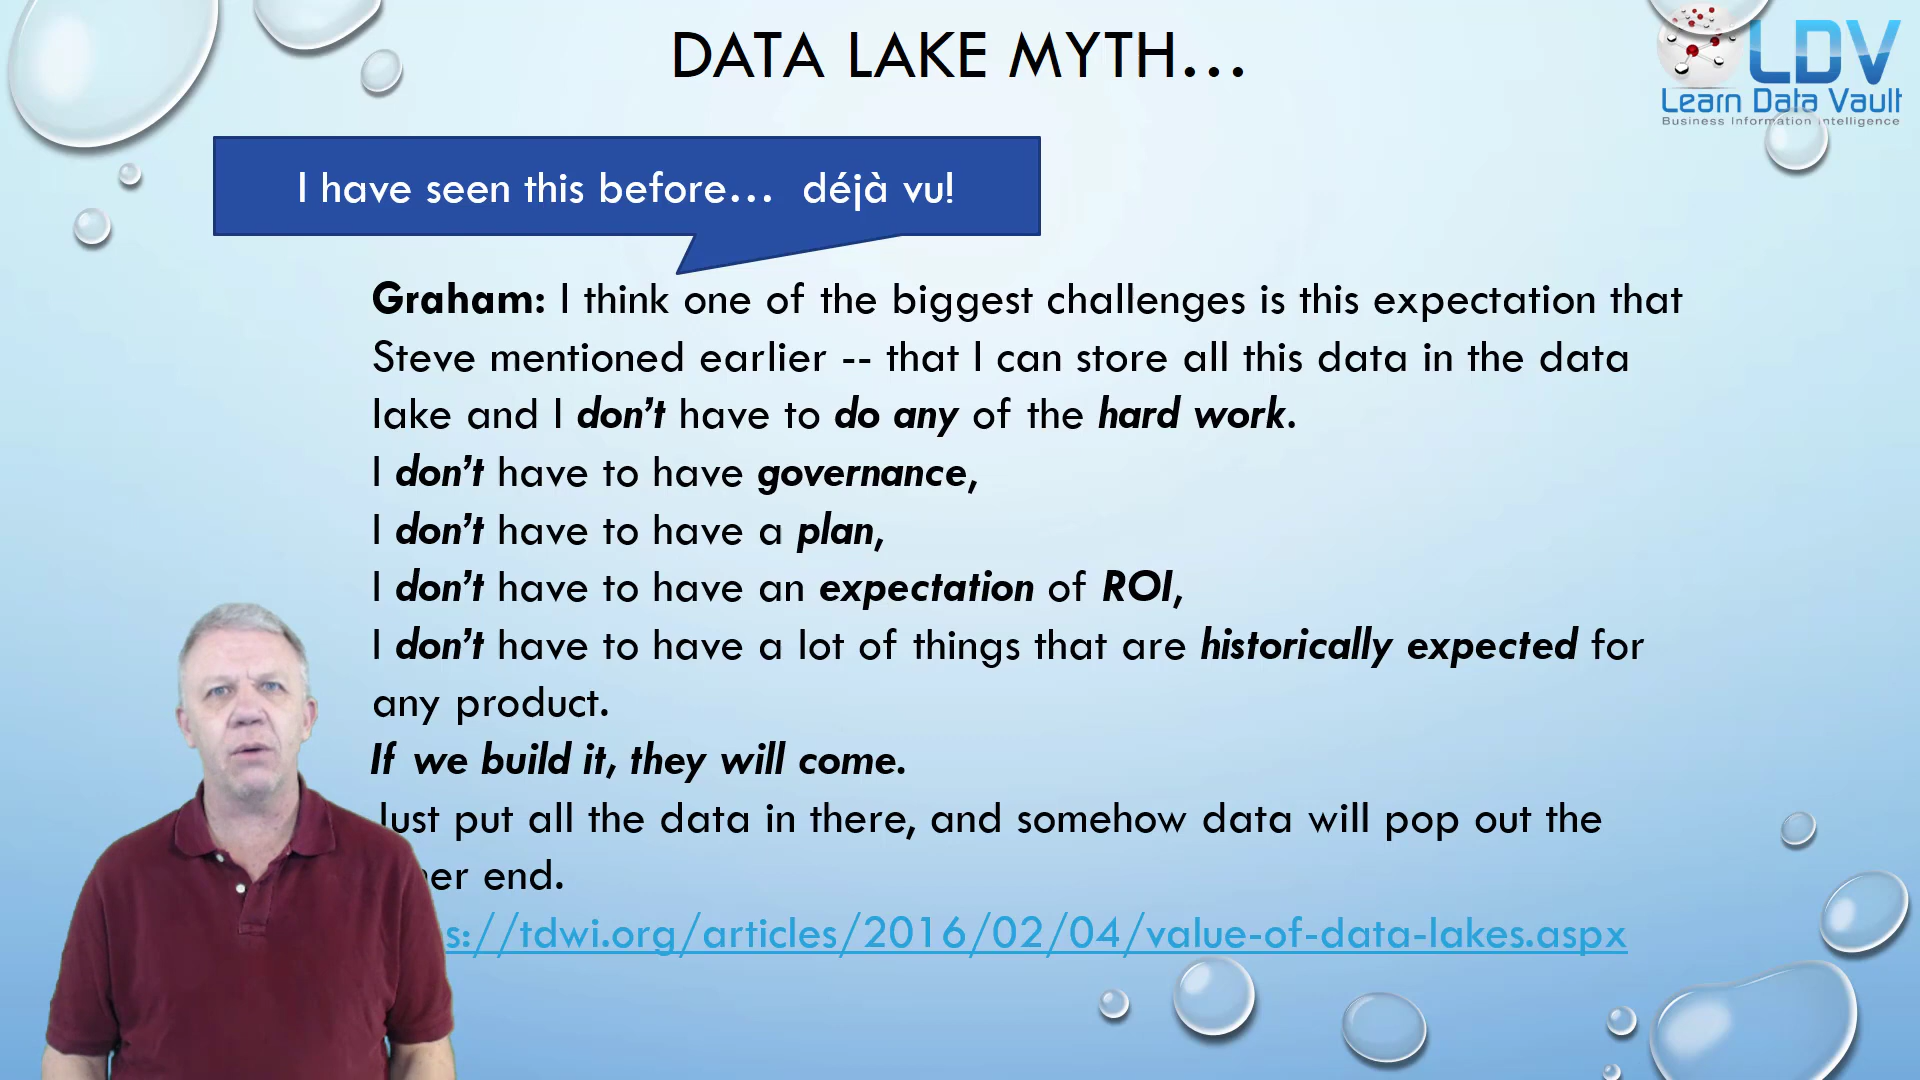 DATA LAKE MYTH...
LDV
Learn Data Vault
Business Information Intelligence
I have seen this before... déjà vu!
Graham: I think one of the biggest challenges is this expectation that
Steve mentioned earlier -- that I can store all this data in the data
lake and I don't have to do any of the hard work.
I don't have to have governance,
I don't have to have a plan,
I don't have to have an expectation of ROI,
I don't have to have a lot of things that are historically expected for
any product.
If we build it, they will come.
Just put all the data in there, and somehow data will pop out the
end.
s://tdwi.org/articles/2016/02/04/value-of-data-lakes.aspx